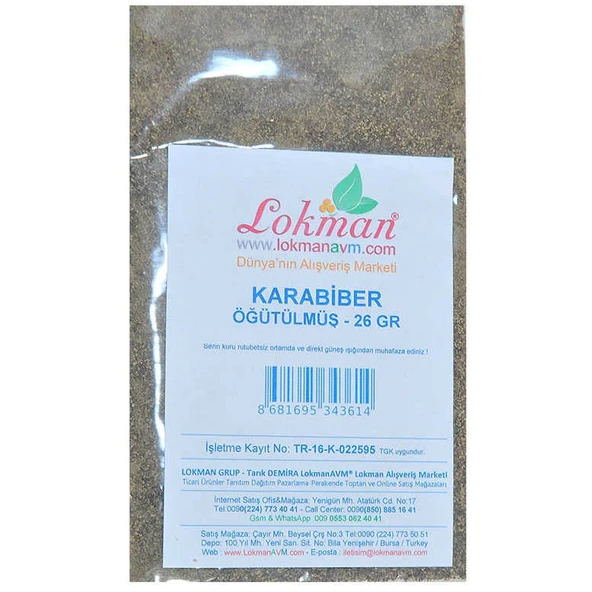 Lokman®
www.lokmanavm.com
Dünya'nın Alışveriş Marketi
KARABİBER
ÖĞÜTÜLMÜŞ - 26 GR
Serin kuru rutubetsiz ortamda ve direkt güneş ışığından muhafaza ediniz !
8 681695 343614
İşletme Kayıt No: TR-16-K-022595 TGK uygundur.
LOKMAN GRUP - Tarık DEMİRA LokmanAVM® Lokman Alışveriş Marketi
Ticari Ürünler Tanıtım Dağıtım Pazarlama Perakende Toptan ve Online Satış Mağazaları
İnternet Satış Ofis&Mağaza: Yenigün Mh. Atatürk Cd. No:17
Tel:0090(224) 773 40 41 - Call Center: 0090(850) 885 16 41
Gsm & WhatsApp :009 0553 062 40 41
Satış Mağaza: Çayır Mh. Beysel Çrş No:3 Tel:0090 (224) 773 50 51
Depo: 100 Yıl Mh. Yeni San. Sit. No: Bila Yenişehir / Bursa / Turkey
Web : www.LokmanAVM.com - E-posta : iletisim@lokmanavm.com